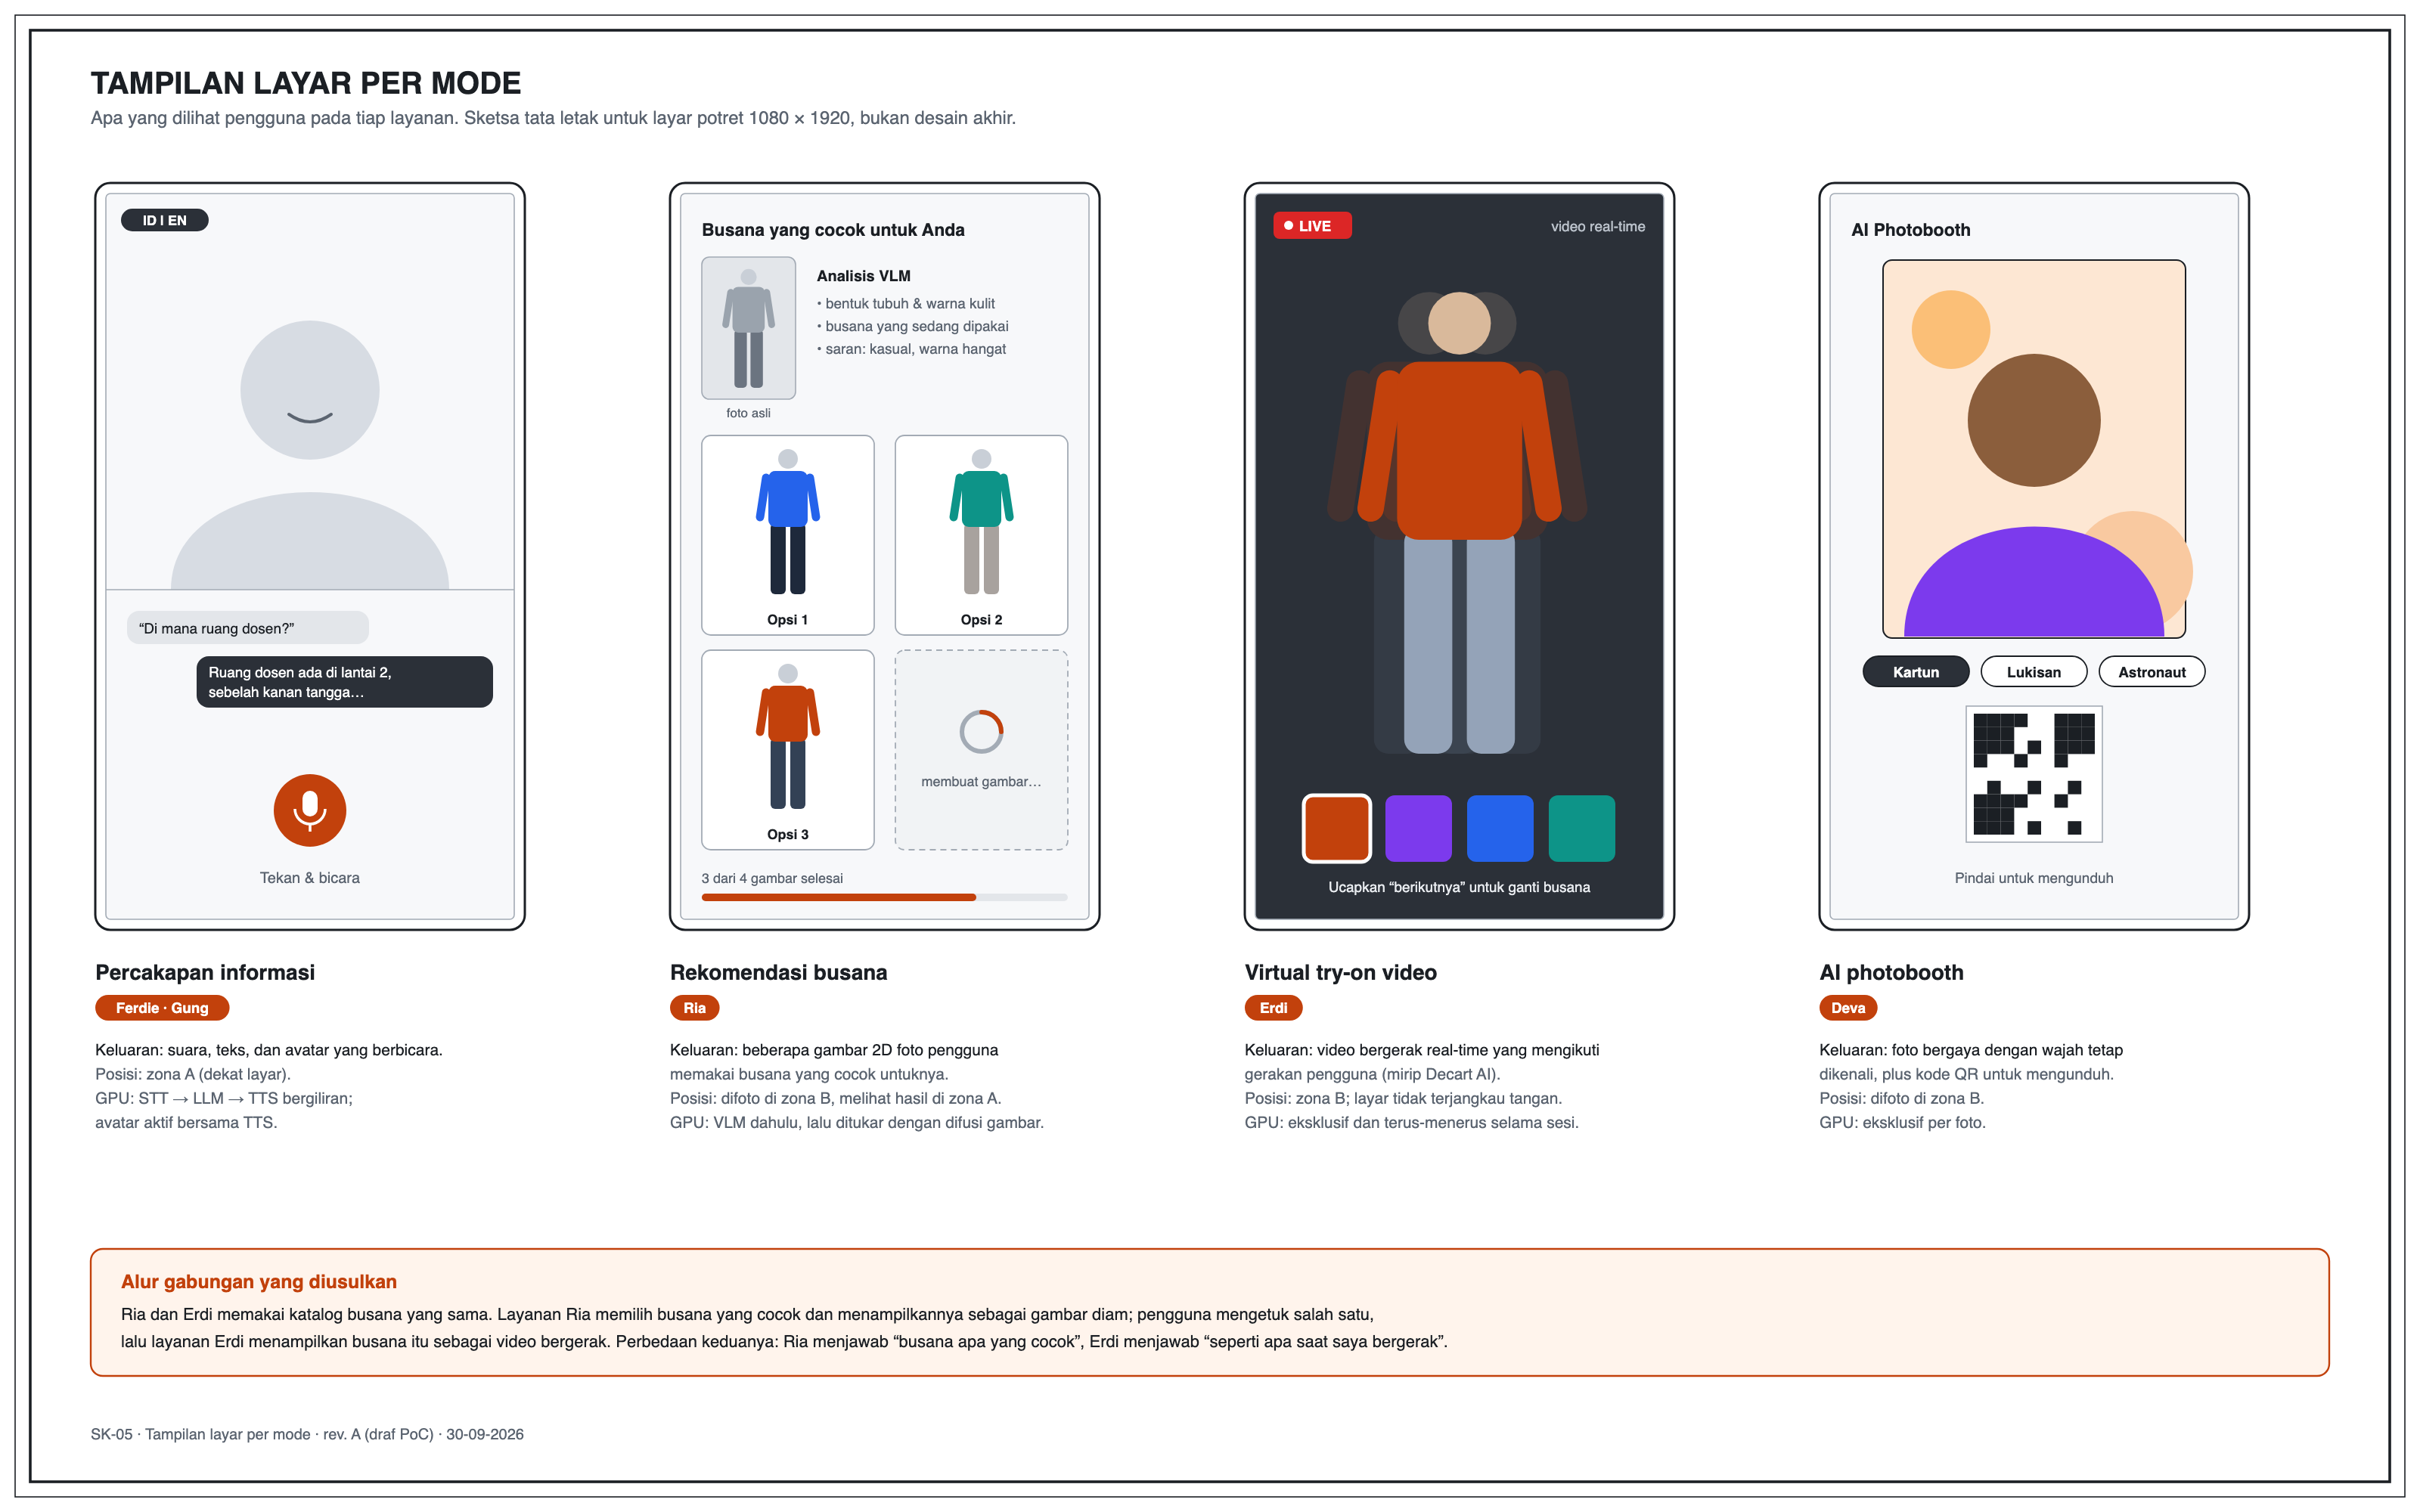 TAMPILAN LAYAR PER MODE
Apa yang dilihat pengguna pada tiap layanan. Sketsa tata letak untuk layar potret 1080 × 1920, bukan desain akhir.
ID | EN
“Di mana ruang dosen?”
Ruang dosen ada di lantai 2,
sebelah kanan tangga…
Tekan & bicara
Busana yang cocok untuk Anda
Analisis VLM
• bentuk tubuh & warna kulit
• busana yang sedang dipakai
• saran: kasual, warna hangat
foto asli
Opsi 1
Opsi 2
Opsi 3
membuat gambar…
3 dari 4 gambar selesai
LIVE
video real-time
Ucapkan “berikutnya” untuk ganti busana
AI Photobooth
Kartun
Lukisan
Astronaut
Pindai untuk mengunduh
Percakapan informasi
Ferdie · Gung
Keluaran: suara, teks, dan avatar yang berbicara.
Posisi: zona A (dekat layar).
GPU: STT → LLM → TTS bergiliran;
avatar aktif bersama TTS.
Rekomendasi busana
Ria
Keluaran: beberapa gambar 2D foto pengguna
memakai busana yang cocok untuknya.
Posisi: difoto di zona B, melihat hasil di zona A.
GPU: VLM dahulu, lalu ditukar dengan difusi gambar.
Virtual try-on video
Erdi
Keluaran: video bergerak real-time yang mengikuti
gerakan pengguna (mirip Decart AI).
Posisi: zona B; layar tidak terjangkau tangan.
GPU: eksklusif dan terus-menerus selama sesi.
AI photobooth
Deva
Keluaran: foto bergaya dengan wajah tetap
dikenali, plus kode QR untuk mengunduh.
Posisi: difoto di zona B.
GPU: eksklusif per foto.
Alur gabungan yang diusulkan
Ria dan Erdi memakai katalog busana yang sama. Layanan Ria memilih busana yang cocok dan menampilkannya sebagai gambar diam; pengguna mengetuk salah satu,
lalu layanan Erdi menampilkan busana itu sebagai video bergerak. Perbedaan keduanya: Ria menjawab “busana apa yang cocok”, Erdi menjawab “seperti apa saat saya bergerak”.
SK-05 · Tampilan layar per mode · rev. A (draf PoC) · 30-09-2026